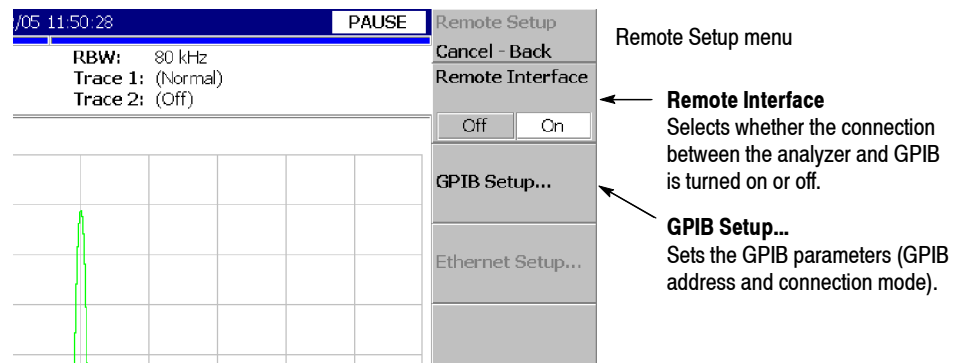 /05 11:50:28
PAUSE
RBW: 80 kHz
Trace 1: (Normal)
Trace 2: (Off)
Remote Setup
Cancel - Back
Remote Interface
Off On
GPIB Setup...
Ethernet Setup...
Remote Setup menu
Remote Interface
Selects whether the connection
between the analyzer and GPIB
is turned on or off.
GPIB Setup...
Sets the GPIB parameters (GPIB
address and connection mode).